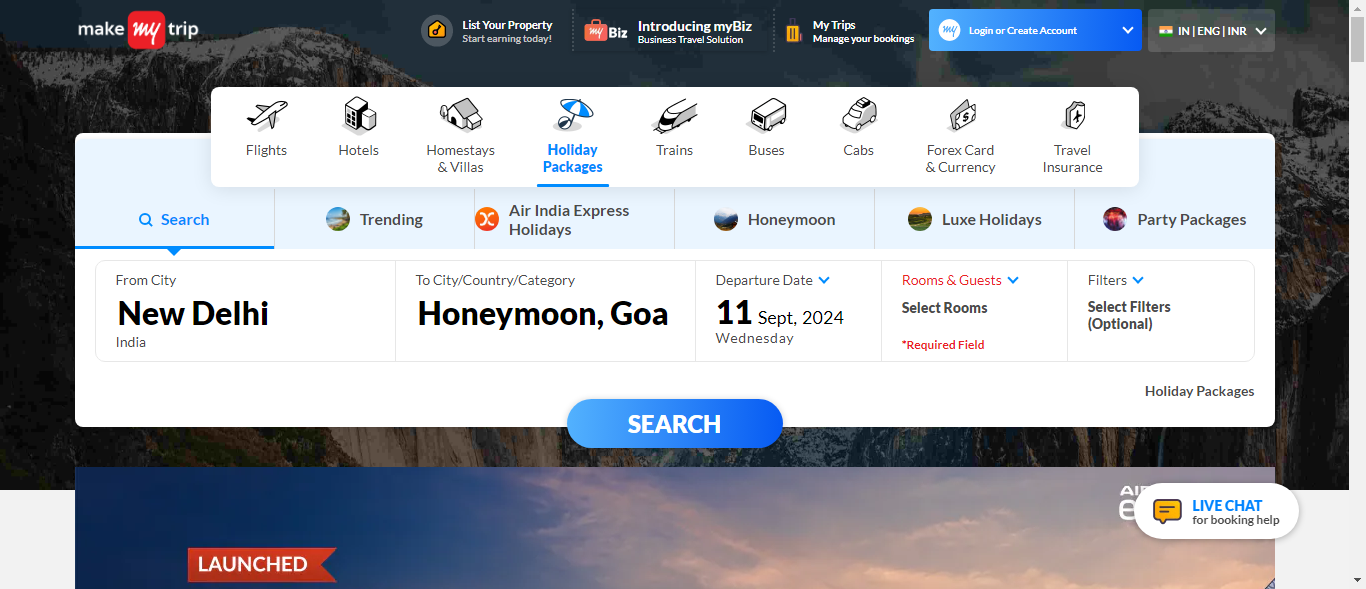 make my trip
List Your Property
Start earning today!
my Biz
Introducing myBiz
Business Travel Solution
My Trips
Manage your bookings
my
Login or Create Account
IN | ENG | INR
Flights
Hotels
Homestays
& Villas
Holiday
Packages
Trains
Buses
Cabs
Forex Card
& Currency
Travel
Insurance
Search
Trending
Air India Express
Holidays
Honeymoon
Luxe Holidays
Party Packages
From City
New Delhi
India
To City/Country/Category
Honeymoon, Goa
Departure Date
11 Sept, 2024
Wednesday
Rooms & Guests
Select Rooms
*Required Field
Filters
Select Filters
(Optional)
Holiday Packages
SEARCH
LIVE CHAT
for booking help
LAUNCHED